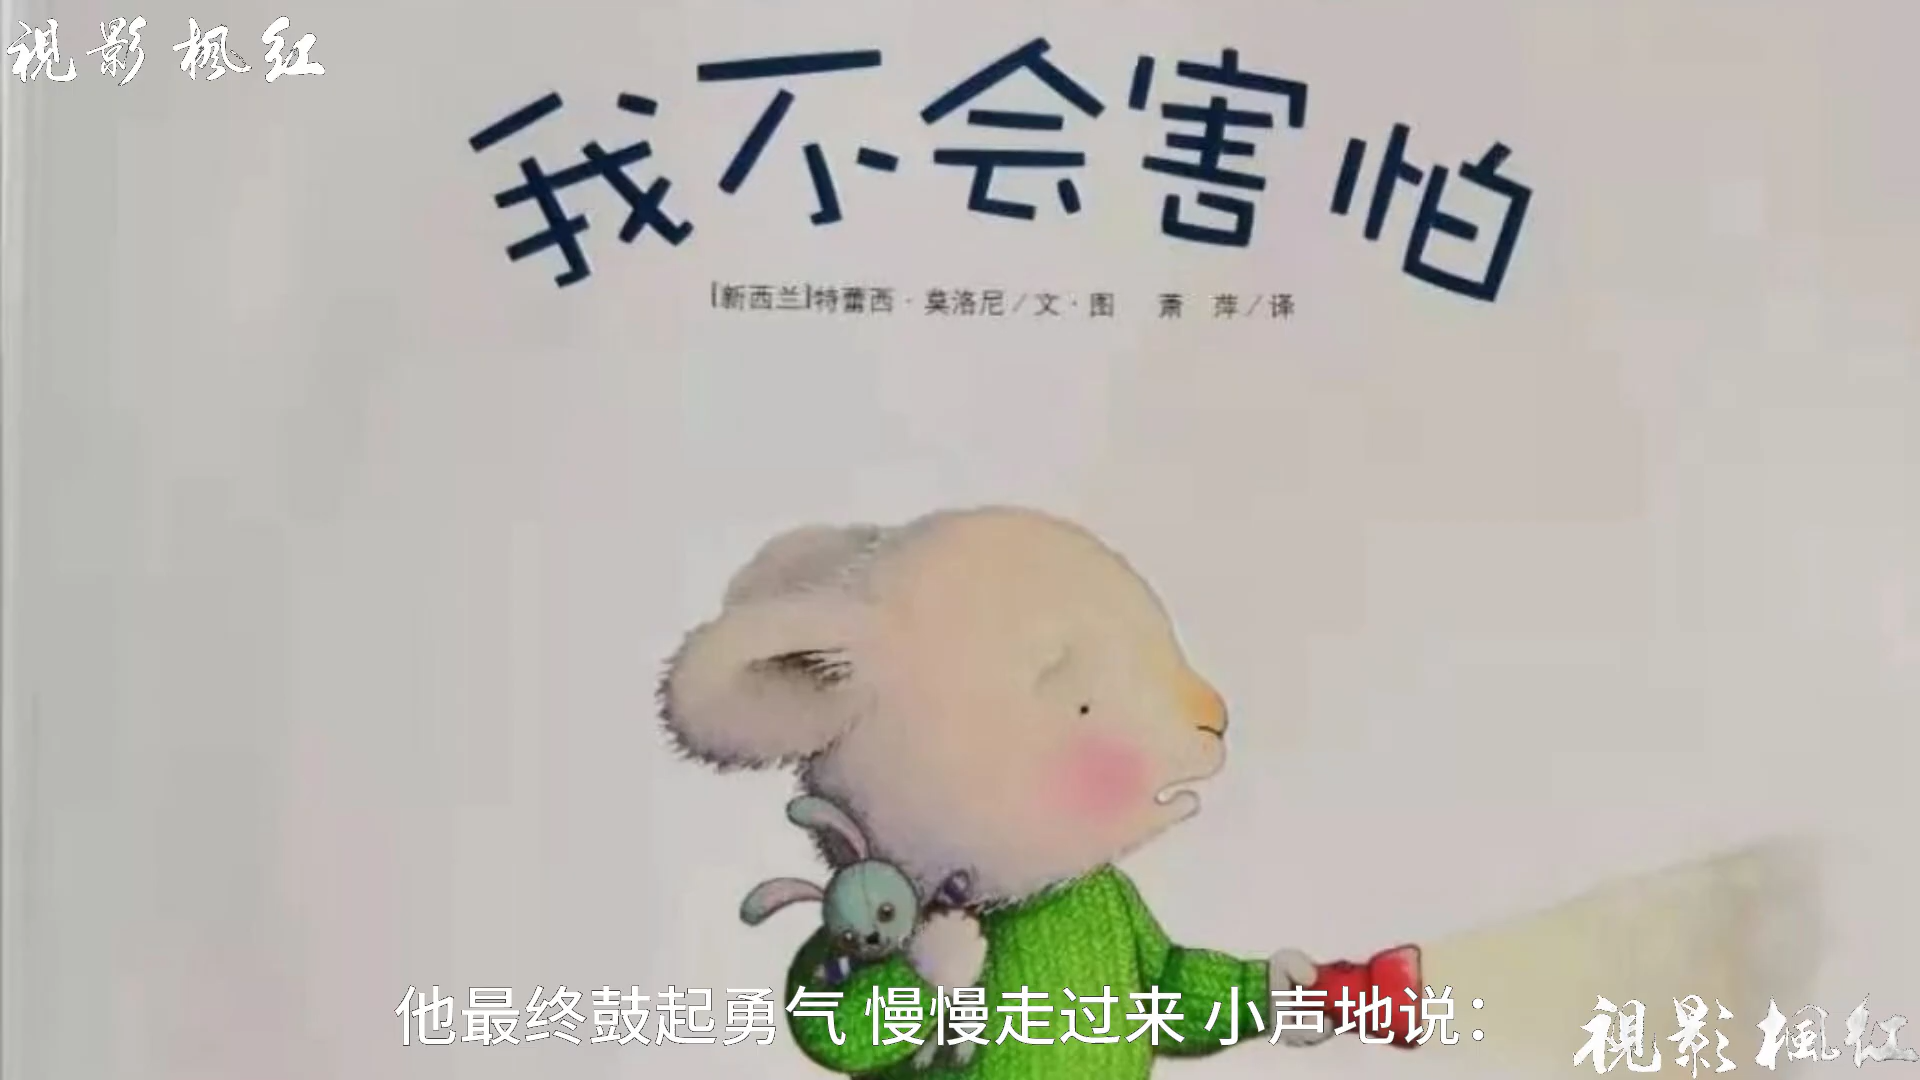 視影楓红
我不会害怕
[新西兰]特蕾西·莫洛尼/文·图 萧 萍/译
他最终鼓起勇气 慢慢走过来 小声地说：
視影楓红